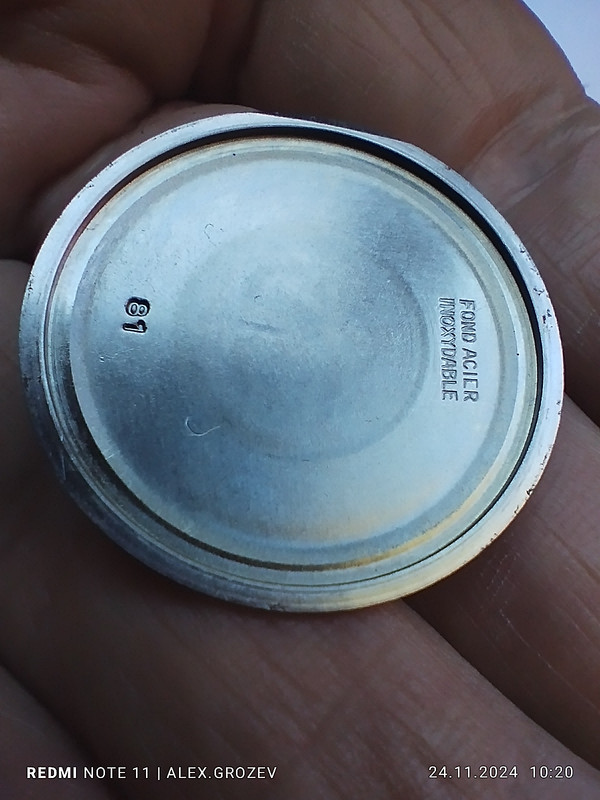 81
FOND ACIER
INOXYDABLE
REDMI NOTE 11 | ALEX.GROZEV
24.11.2024 10:20